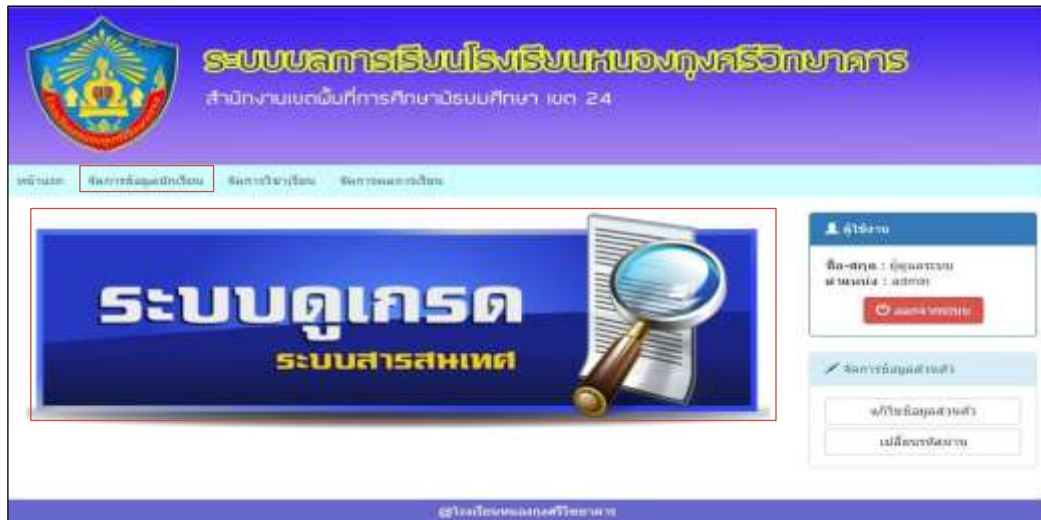 ระบบผลการเรียนโรงเรียนหนองกุงศรีวิทยาคาร
สำนักงานเขตพื้นที่การศึกษามัธยมศึกษา เขต 24
หน้าแรก จัดการข้อมูลนักเรียน จัดการวิชาเรียน จัดการผลการเรียน
ระบบดูเกรด
ระบบสารสนเทศ
ผู้ใช้งาน
ชื่อ-สกุล : ผู้ดูแลระบบ
ตำแหน่ง : admin
ออกจากระบบ
จัดการข้อมูลส่วนตัว
แก้ไขข้อมูลส่วนตัว
เปลี่ยนรหัสผ่าน
โรงเรียนหนองกุงศรีวิทยาคาร